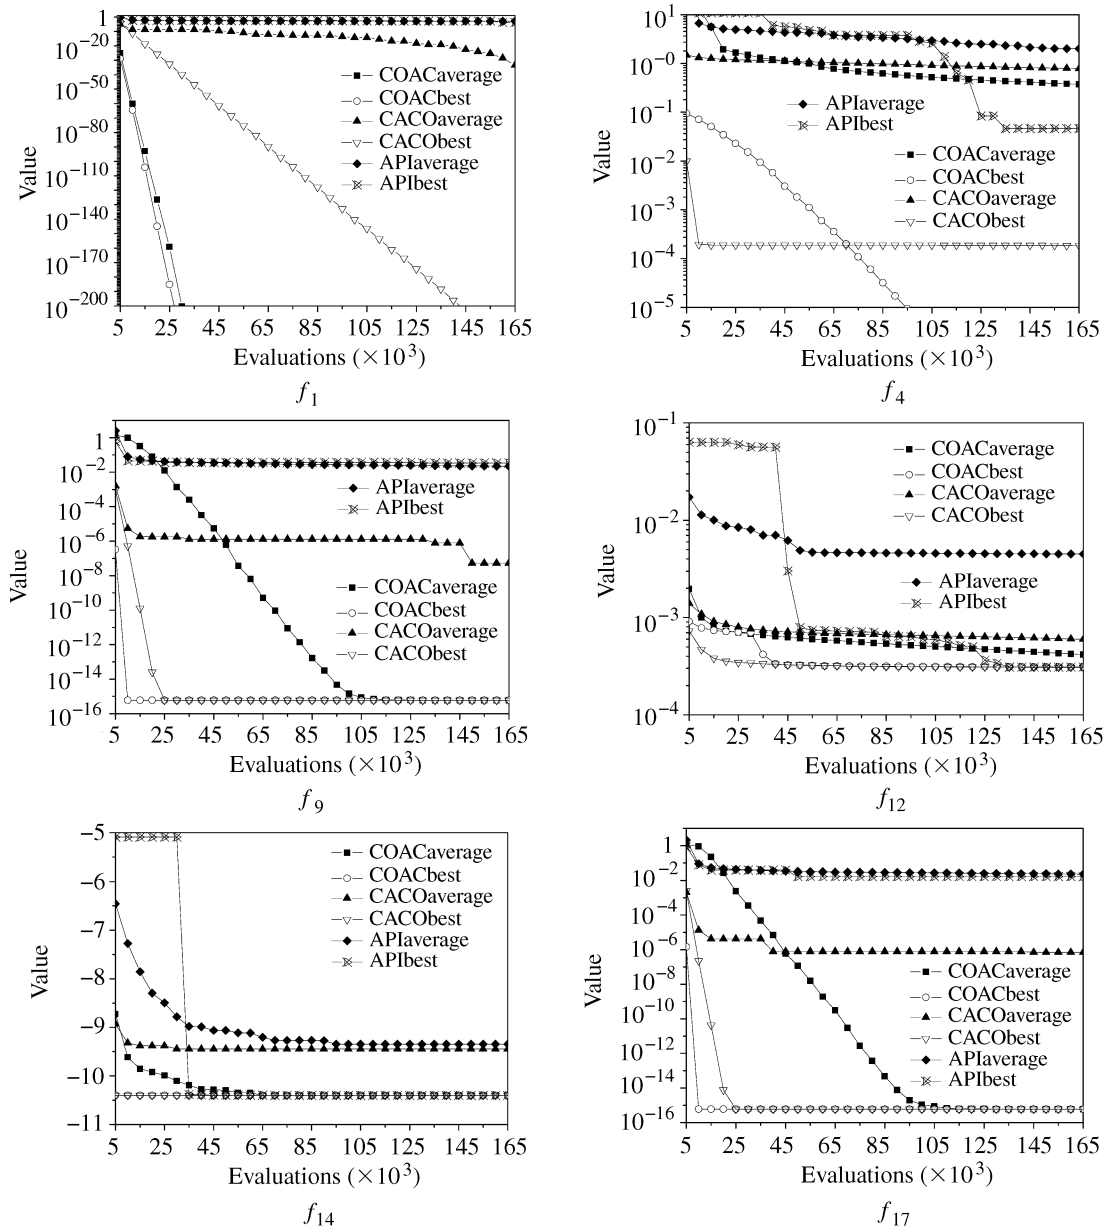 1
10^-20
10^-50
10^-80
10^-110
10^-140
10^-170
10^-200
Value
COACaverage
COACbest
CACOaverage
CACObest
APIaverage
APIbest
5 25 45 65 85 105 125 145 165
Evaluations (×10^3)
f_1
10^1
10^-0
10^-1
10^-2
10^-3
10^-4
10^-5
Value
APIaverage
APIbest
COACaverage
COACbest
CACOaverage
CACObest
5 25 45 65 85 105 125 145 165
Evaluations (×10^3)
f_4
1
10^-2
10^-4
10^-6
10^-8
10^-10
10^-12
10^-14
10^-16
Value
APIaverage
APIbest
COACaverage
COACbest
CACOaverage
CACObest
5 25 45 65 85 105 125 145 165
Evaluations (×10^3)
f_9
10^-1
10^-2
10^-3
10^-4
Value
COACaverage
COACbest
CACOaverage
CACObest
APIaverage
APIbest
5 25 45 65 85 105 125 145 165
Evaluations (×10^3)
f_12
−5
−6
−7
−8
−9
−10
−11
Value
COACaverage
COACbest
CACOaverage
CACObest
APIaverage
APIbest
5 25 45 65 85 105 125 145 165
Evaluations (×10^3)
f_14
1
10^-2
10^-4
10^-6
10^-8
10^-10
10^-12
10^-14
10^-16
Value
COACaverage
COACbest
CACOaverage
CACObest
APIaverage
APIbest
5 25 45 65 85 105 125 145 165
Evaluations (×10^3)
f_17